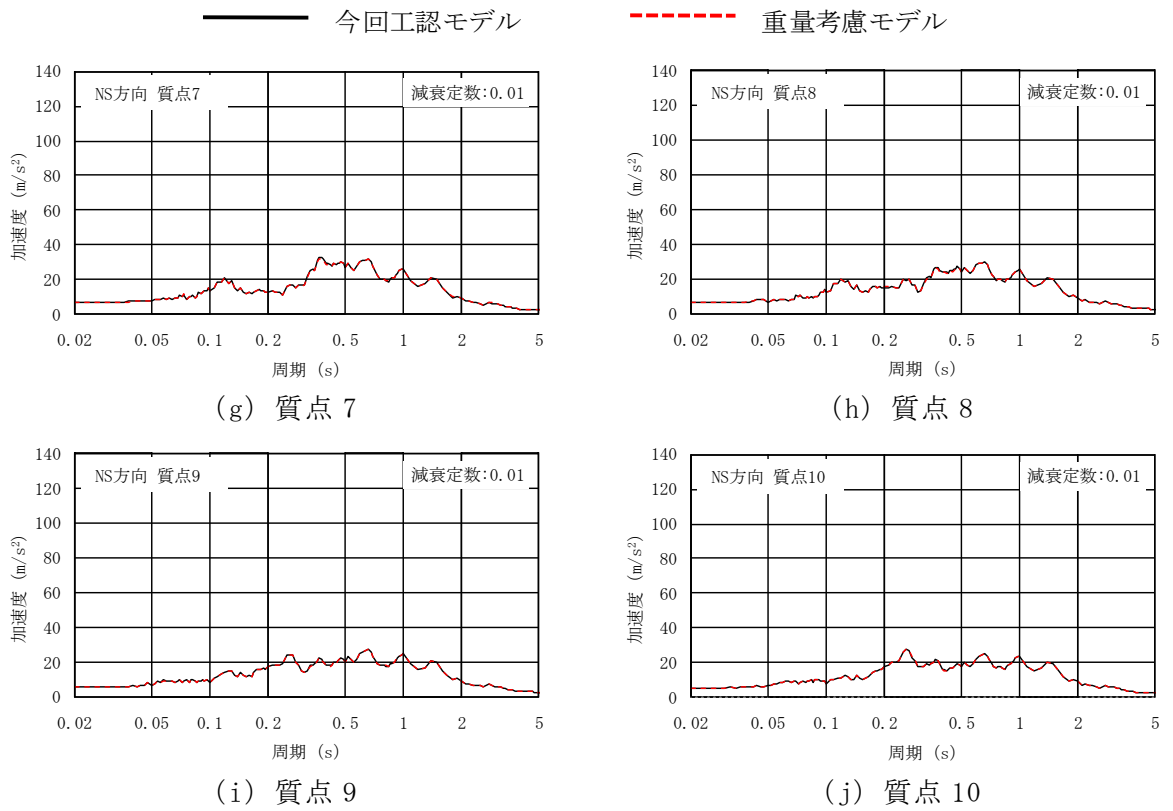 今回工認モデル 重量考慮モデル
140
120
100
80
60
40
20
0
加速度 (m/s²)
NS方向 質点7 減衰定数:0.01
0.02 0.05 0.1 0.2 0.5 1 2 5
周期 (s)
(g) 質点 7
140
120
100
80
60
40
20
0
加速度 (m/s²)
NS方向 質点8 減衰定数:0.01
0.02 0.05 0.1 0.2 0.5 1 2 5
周期 (s)
(h) 質点 8
140
120
100
80
60
40
20
0
加速度 (m/s²)
NS方向 質点9 減衰定数:0.01
0.02 0.05 0.1 0.2 0.5 1 2 5
周期 (s)
(i) 質点 9
140
120
100
80
60
40
20
0
加速度 (m/s²)
NS方向 質点10 減衰定数:0.01
0.02 0.05 0.1 0.2 0.5 1 2 5
周期 (s)
(j) 質点 10